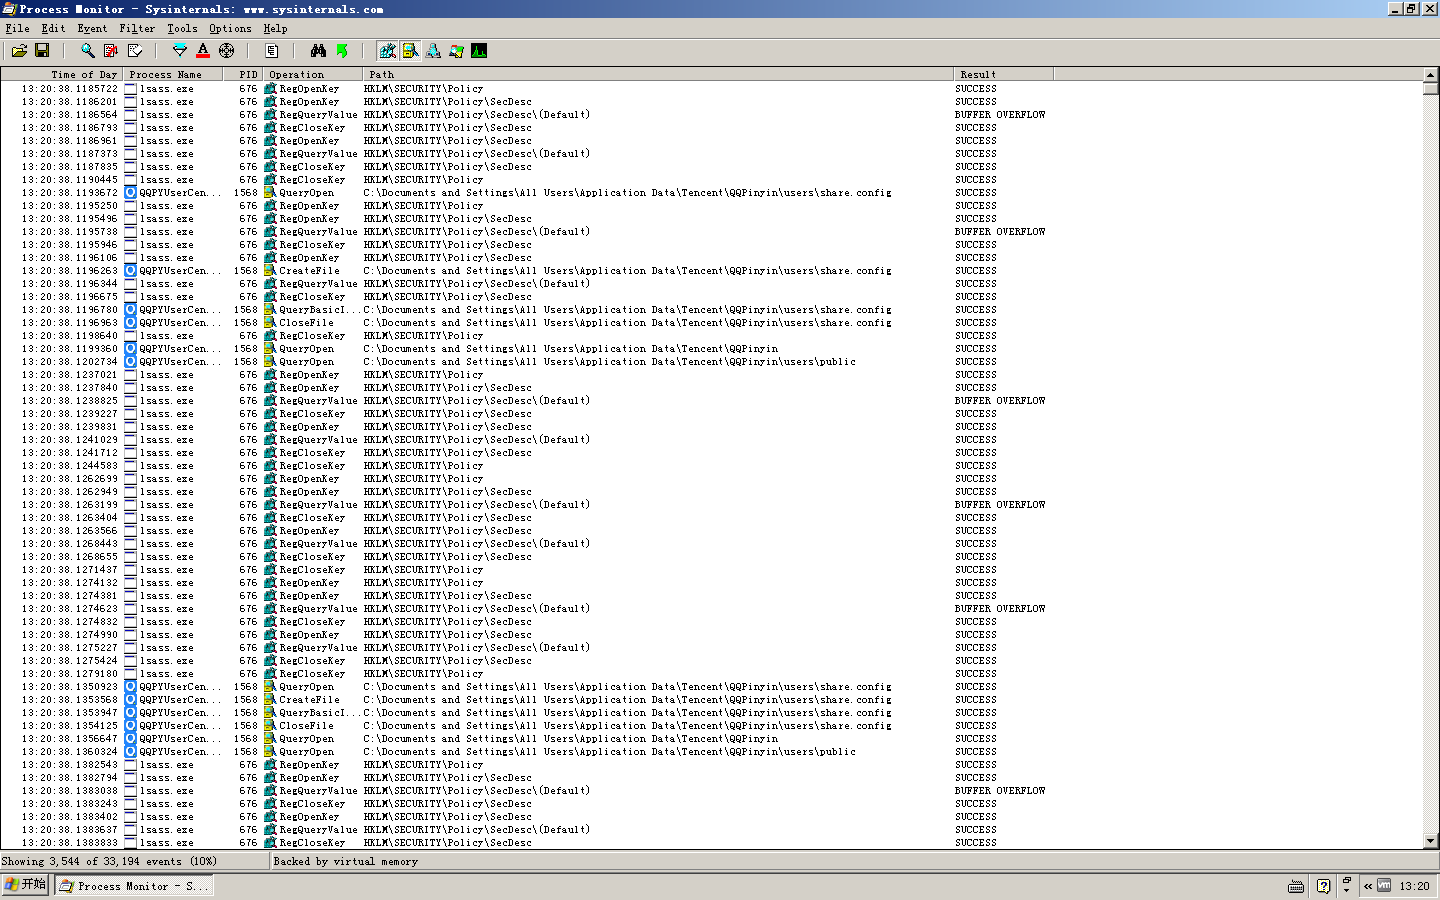 Process Monitor - Sysinternals: www.sysinternals.com
File Edit Event Filter Tools Options Help
Time of Day Process Name PID Operation Path Result
13:20:38.1185722 lsass.exe 676 RegOpenKey HKLM\SECURITY\Policy SUCCESS
13:20:38.1186201 lsass.exe 676 RegOpenKey HKLM\SECURITY\Policy\SecDesc SUCCESS
13:20:38.1186564 lsass.exe 676 RegQueryValue HKLM\SECURITY\Policy\SecDesc\(Default) BUFFER OVERFLOW
13:20:38.1186793 lsass.exe 676 RegCloseKey HKLM\SECURITY\Policy\SecDesc SUCCESS
13:20:38.1186961 lsass.exe 676 RegOpenKey HKLM\SECURITY\Policy\SecDesc SUCCESS
13:20:38.1187373 lsass.exe 676 RegQueryValue HKLM\SECURITY\Policy\SecDesc\(Default) SUCCESS
13:20:38.1187835 lsass.exe 676 RegCloseKey HKLM\SECURITY\Policy\SecDesc SUCCESS
13:20:38.1190445 lsass.exe 676 RegCloseKey HKLM\SECURITY\Policy SUCCESS
13:20:38.1193672 QQPYUserCen... 1568 QueryOpen C:\Documents and Settings\All Users\Application Data\Tencent\QQPinyin\users\share.config SUCCESS
13:20:38.1195250 lsass.exe 676 RegOpenKey HKLM\SECURITY\Policy SUCCESS
13:20:38.1195496 lsass.exe 676 RegOpenKey HKLM\SECURITY\Policy\SecDesc SUCCESS
13:20:38.1195738 lsass.exe 676 RegQueryValue HKLM\SECURITY\Policy\SecDesc\(Default) BUFFER OVERFLOW
13:20:38.1195946 lsass.exe 676 RegCloseKey HKLM\SECURITY\Policy\SecDesc SUCCESS
13:20:38.1196106 lsass.exe 676 RegOpenKey HKLM\SECURITY\Policy\SecDesc SUCCESS
13:20:38.1196263 QQPYUserCen... 1568 CreateFile C:\Documents and Settings\All Users\Application Data\Tencent\QQPinyin\users\share.config SUCCESS
13:20:38.1196344 lsass.exe 676 RegQueryValue HKLM\SECURITY\Policy\SecDesc\(Default) SUCCESS
13:20:38.1196675 lsass.exe 676 RegCloseKey HKLM\SECURITY\Policy\SecDesc SUCCESS
13:20:38.1196780 QQPYUserCen... 1568 QueryBasicI... C:\Documents and Settings\All Users\Application Data\Tencent\QQPinyin\users\share.config SUCCESS
13:20:38.1196963 QQPYUserCen... 1568 CloseFile C:\Documents and Settings\All Users\Application Data\Tencent\QQPinyin\users\share.config SUCCESS
13:20:38.1198640 lsass.exe 676 RegCloseKey HKLM\SECURITY\Policy SUCCESS
13:20:38.1199360 QQPYUserCen... 1568 QueryOpen C:\Documents and Settings\All Users\Application Data\Tencent\QQPinyin SUCCESS
13:20:38.1202734 QQPYUserCen... 1568 QueryOpen C:\Documents and Settings\All Users\Application Data\Tencent\QQPinyin\users\public SUCCESS
13:20:38.1237021 lsass.exe 676 RegOpenKey HKLM\SECURITY\Policy SUCCESS
13:20:38.1237840 lsass.exe 676 RegOpenKey HKLM\SECURITY\Policy\SecDesc SUCCESS
13:20:38.1238825 lsass.exe 676 RegQueryValue HKLM\SECURITY\Policy\SecDesc\(Default) BUFFER OVERFLOW
13:20:38.1239227 lsass.exe 676 RegCloseKey HKLM\SECURITY\Policy\SecDesc SUCCESS
13:20:38.1239831 lsass.exe 676 RegOpenKey HKLM\SECURITY\Policy\SecDesc SUCCESS
13:20:38.1241029 lsass.exe 676 RegQueryValue HKLM\SECURITY\Policy\SecDesc\(Default) SUCCESS
13:20:38.1241712 lsass.exe 676 RegCloseKey HKLM\SECURITY\Policy\SecDesc SUCCESS
13:20:38.1244583 lsass.exe 676 RegCloseKey HKLM\SECURITY\Policy SUCCESS
13:20:38.1262699 lsass.exe 676 RegOpenKey HKLM\SECURITY\Policy SUCCESS
13:20:38.1262949 lsass.exe 676 RegOpenKey HKLM\SECURITY\Policy\SecDesc SUCCESS
13:20:38.1263199 lsass.exe 676 RegQueryValue HKLM\SECURITY\Policy\SecDesc\(Default) BUFFER OVERFLOW
13:20:38.1263404 lsass.exe 676 RegCloseKey HKLM\SECURITY\Policy\SecDesc SUCCESS
13:20:38.1263566 lsass.exe 676 RegOpenKey HKLM\SECURITY\Policy\SecDesc SUCCESS
13:20:38.1268443 lsass.exe 676 RegQueryValue HKLM\SECURITY\Policy\SecDesc\(Default) SUCCESS
13:20:38.1268655 lsass.exe 676 RegCloseKey HKLM\SECURITY\Policy\SecDesc SUCCESS
13:20:38.1271437 lsass.exe 676 RegCloseKey HKLM\SECURITY\Policy SUCCESS
13:20:38.1274132 lsass.exe 676 RegOpenKey HKLM\SECURITY\Policy SUCCESS
13:20:38.1274381 lsass.exe 676 RegOpenKey HKLM\SECURITY\Policy\SecDesc SUCCESS
13:20:38.1274623 lsass.exe 676 RegQueryValue HKLM\SECURITY\Policy\SecDesc\(Default) BUFFER OVERFLOW
13:20:38.1274832 lsass.exe 676 RegCloseKey HKLM\SECURITY\Policy\SecDesc SUCCESS
13:20:38.1274990 lsass.exe 676 RegOpenKey HKLM\SECURITY\Policy\SecDesc SUCCESS
13:20:38.1275227 lsass.exe 676 RegQueryValue HKLM\SECURITY\Policy\SecDesc\(Default) SUCCESS
13:20:38.1275424 lsass.exe 676 RegCloseKey HKLM\SECURITY\Policy\SecDesc SUCCESS
13:20:38.1279180 lsass.exe 676 RegCloseKey HKLM\SECURITY\Policy SUCCESS
13:20:38.1350923 QQPYUserCen... 1568 QueryOpen C:\Documents and Settings\All Users\Application Data\Tencent\QQPinyin\users\share.config SUCCESS
13:20:38.1353568 QQPYUserCen... 1568 CreateFile C:\Documents and Settings\All Users\Application Data\Tencent\QQPinyin\users\share.config SUCCESS
13:20:38.1353947 QQPYUserCen... 1568 QueryBasicI... C:\Documents and Settings\All Users\Application Data\Tencent\QQPinyin\users\share.config SUCCESS
13:20:38.1354125 QQPYUserCen... 1568 CloseFile C:\Documents and Settings\All Users\Application Data\Tencent\QQPinyin\users\share.config SUCCESS
13:20:38.1356647 QQPYUserCen... 1568 QueryOpen C:\Documents and Settings\All Users\Application Data\Tencent\QQPinyin SUCCESS
13:20:38.1360324 QQPYUserCen... 1568 QueryOpen C:\Documents and Settings\All Users\Application Data\Tencent\QQPinyin\users\public SUCCESS
13:20:38.1382543 lsass.exe 676 RegOpenKey HKLM\SECURITY\Policy SUCCESS
13:20:38.1382794 lsass.exe 676 RegOpenKey HKLM\SECURITY\Policy\SecDesc SUCCESS
13:20:38.1383038 lsass.exe 676 RegQueryValue HKLM\SECURITY\Policy\SecDesc\(Default) BUFFER OVERFLOW
13:20:38.1383243 lsass.exe 676 RegCloseKey HKLM\SECURITY\Policy\SecDesc SUCCESS
13:20:38.1383402 lsass.exe 676 RegOpenKey HKLM\SECURITY\Policy\SecDesc SUCCESS
13:20:38.1383637 lsass.exe 676 RegQueryValue HKLM\SECURITY\Policy\SecDesc\(Default) SUCCESS
13:20:38.1383833 lsass.exe 676 RegCloseKey HKLM\SECURITY\Policy\SecDesc SUCCESS
Showing 3,544 of 33,194 events (10%) Backed by virtual memory
开始 Process Monitor - S... « vm 13:20